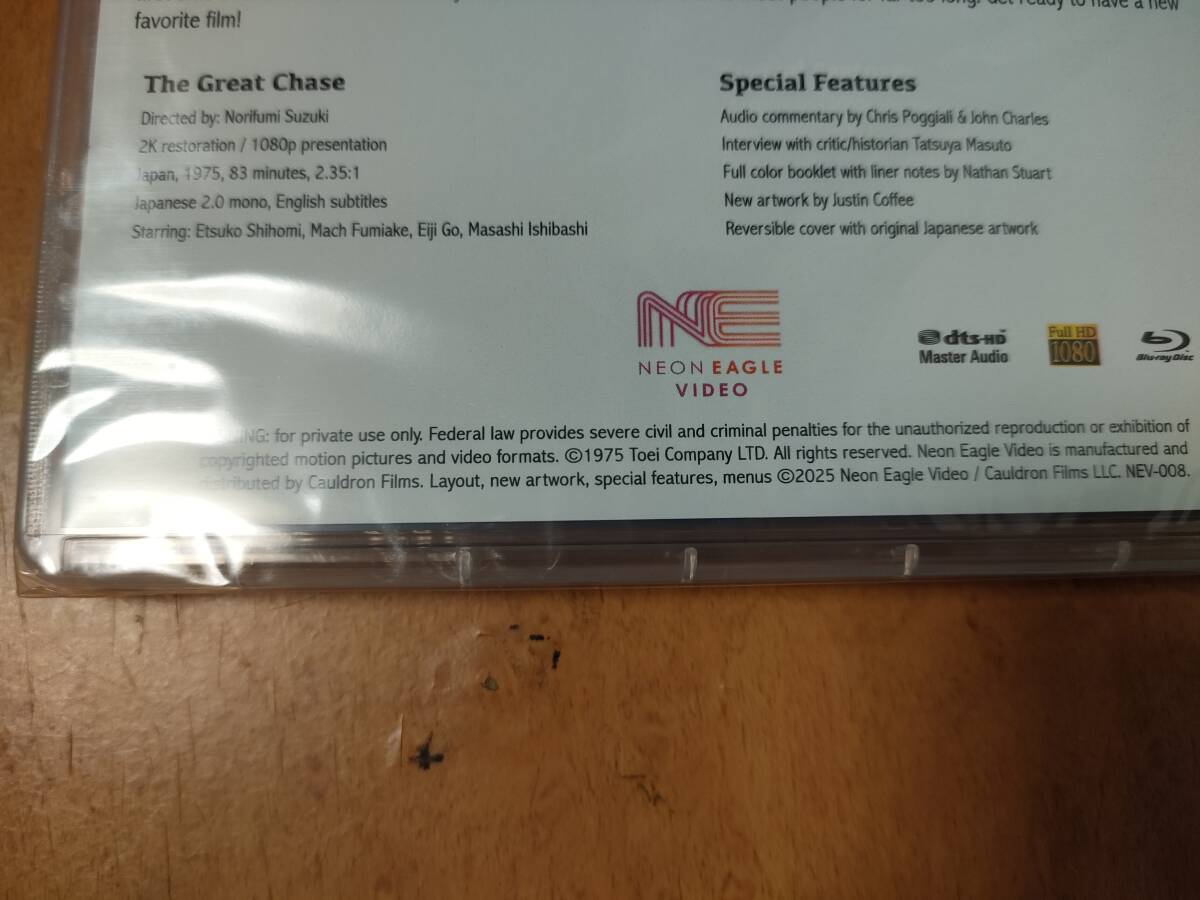 favorite film!
The Great Chase
Directed by: Norifumi Suzuki
2K restoration / 1080p presentation
Japan, 1975, 83 minutes, 2.35:1
Japanese 2.0 mono, English subtitles
Starring: Etsuko Shihomi, Mach Fumiake, Eiji Go, Masashi Ishibashi
Special Features
Audio commentary by Chris Poggiali & John Charles
Interview with critic/historian Tatsuya Masuto
Full color booklet with liner notes by Nathan Stuart
New artwork by Justin Coffee
Reversible cover with original Japanese artwork
NE
NEON EAGLE
VIDEO
dts-HD
Master Audio
Full HD
1080
Blu-ray Disc
for private use only. Federal law provides severe civil and criminal penalties for the unauthorized reproduction or exhibition of
copyrighted motion pictures and video formats. ©1975 Toei Company LTD. All rights reserved. Neon Eagle Video is manufactured and
distributed by Cauldron Films. Layout, new artwork, special features, menus ©2025 Neon Eagle Video / Cauldron Films LLC. NEV-008.